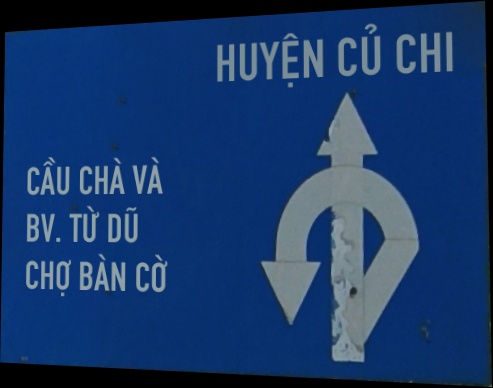 HUYỆN CỦ CHI
CẦU CHÀ VÀ
BV. TỪ DŨ
CHỢ BÀN CỜ